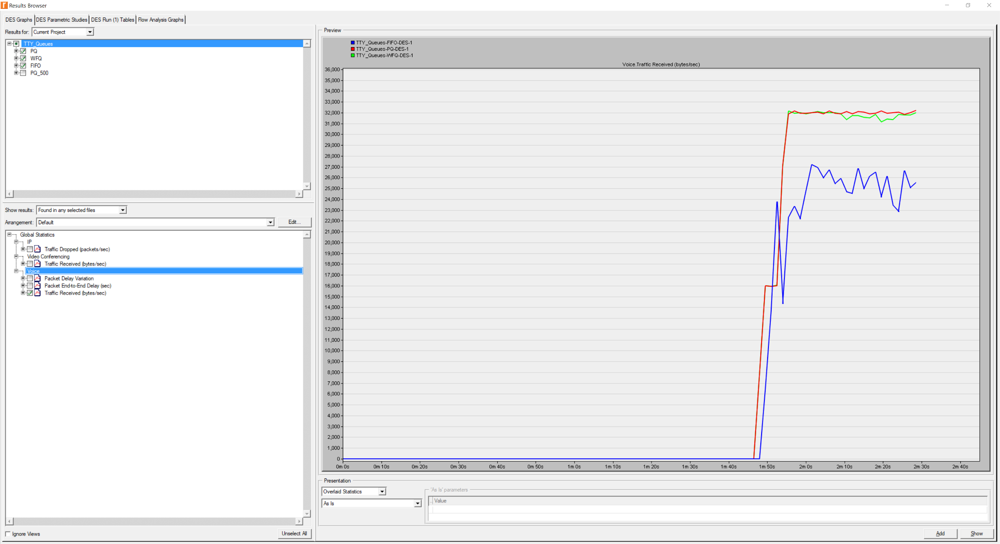 Results Browser
DES Graphs DES Parametric Studies DES Run (1) Tables Flow Analysis Graphs
Results for: Current Project
TTY_Queues
PQ
WFQ
FIFO
PQ_500
Show results: Found in any selected files
Arrangement: Default Edit...
Global Statistics
IP
Traffic Dropped (packets/sec)
Video Conferencing
Traffic Received (bytes/sec)
Voice
Packet Delay Variation
Packet End-to-End Delay (sec)
Traffic Received (bytes/sec)
Ignore Views Unselect All
Preview
TTY_Queues-FIFO-DES-1
TTY_Queues-PQ-DES-1
TTY_Queues-WFQ-DES-1
Voice.Traffic Received (bytes/sec)
36,000
35,000
34,000
33,000
32,000
31,000
30,000
29,000
28,000
27,000
26,000
25,000
24,000
23,000
22,000
21,000
20,000
19,000
18,000
17,000
16,000
15,000
14,000
13,000
12,000
11,000
10,000
9,000
8,000
7,000
6,000
5,000
4,000
3,000
2,000
1,000
0
0m 0s 0m 10s 0m 20s 0m 30s 0m 40s 0m 50s 1m 0s 1m 10s 1m 20s 1m 30s 1m 40s 1m 50s 2m 0s 2m 10s 2m 20s 2m 30s 2m 40s
Presentation
Overlaid Statistics
As Is
'As Is' parameters
.. Value
Add Show